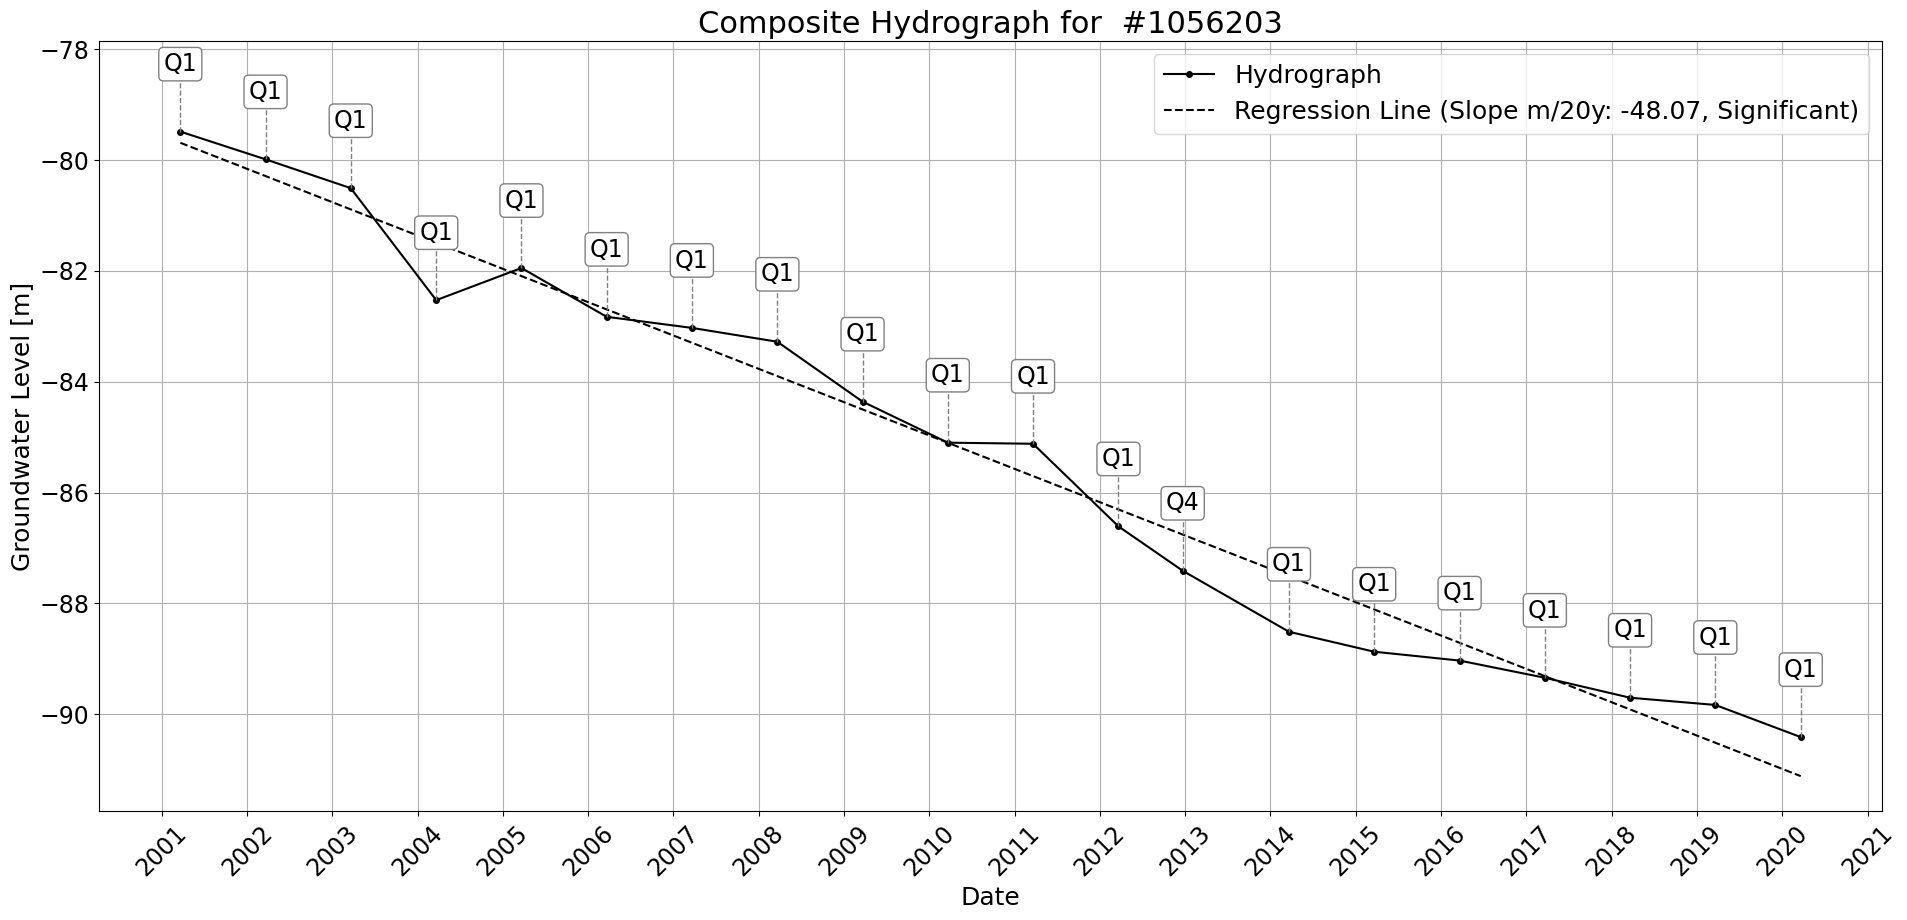 Composite Hydrograph for  #1056203
Hydrograph
Regression Line (Slope m/20y: -48.07, Significant)
Q1
Q1
Q1
Q1
Q1
Q1
Q1
Q1
Q1
Q1
Q1
Q1
Q4
Q1
Q1
Q1
Q1
Q1
Q1
Q1
Groundwater Level [m]
−78
−80
−82
−84
−86
−88
−90
2001
2002
2003
2004
2005
2006
2007
2008
2009
2010
2011
2012
2013
2014
2015
2016
2017
2018
2019
2020
2021
Date